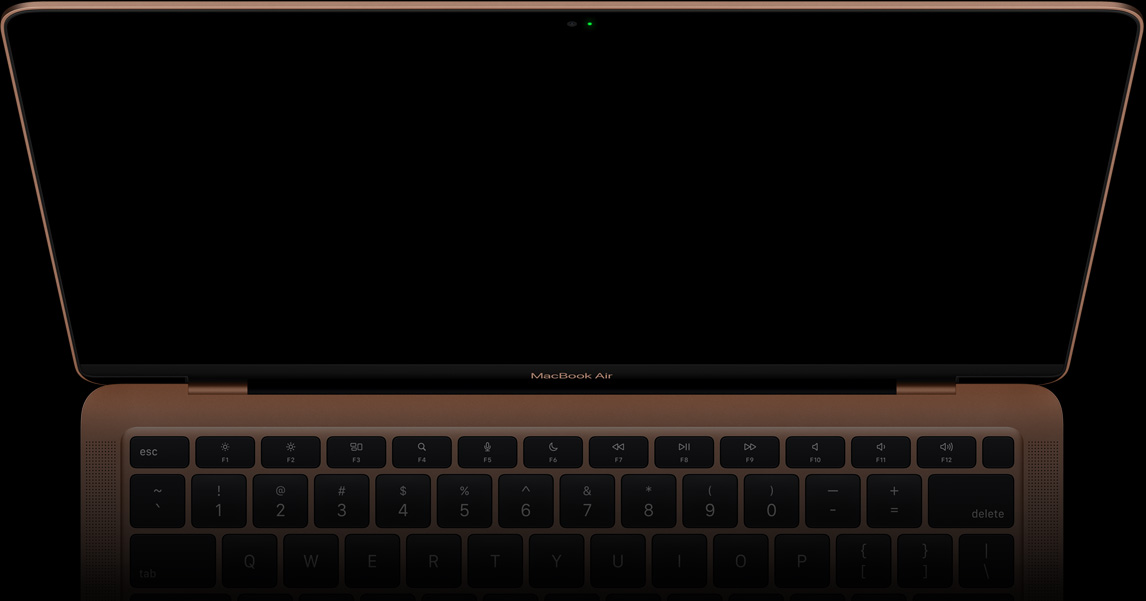 MacBook Air
esc F1 F2 F3 F4 F5 F6 F7 F8 F9 F10 F11 F12
~ ! @ # $ % ^ & * ( ) — +
` 1 2 3 4 5 6 7 8 9 0 - = delete
tab Q W E R T Y U I O P { } |
[ ] \